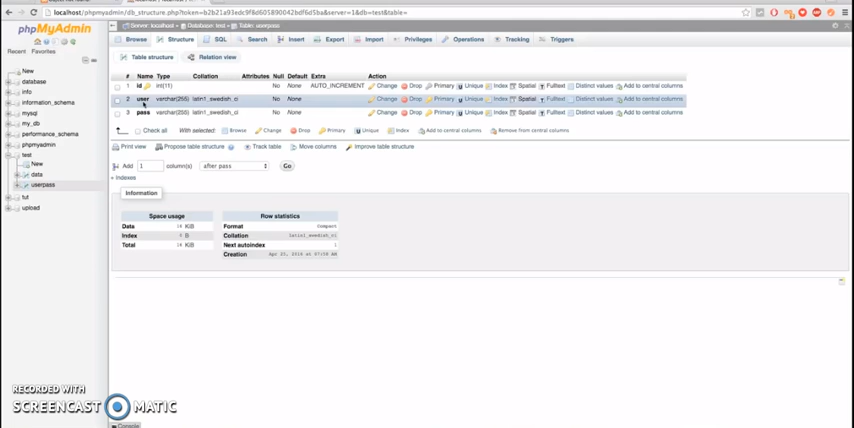 localhost/phpmyadmin/db_structure.php?token=b2b21a93edc9f8d605890042bdf6d5ba&server=1&db=test&table=
phpMyAdmin
Server: localhost » Database: test » Table: userpass
Browse Structure SQL Search Insert Export Import Privileges Operations Tracking Triggers
Recent Favorites
Table structure Relation view
New
database
info
information_schema
mysql
my_db
performance_schema
phpmyadmin
test
New
data
userpass
tut
upload
# Name Type Collation Attributes Null Default Extra Action
1 id int(11) No None AUTO_INCREMENT Change Drop Primary Unique Index Spatial Fulltext Distinct values Add to central columns
2 user varchar(255) latin1_swedish_ci No None Change Drop Primary Unique Index Spatial Fulltext Distinct values Add to central columns
3 pass varchar(255) latin1_swedish_ci No None Change Drop Primary Unique Index Spatial Fulltext Distinct values Add to central columns
Check all With selected: Browse Change Drop Primary Unique Index Add to central columns Remove from central columns
Print view Propose table structure Track table Move columns Improve table structure
Add 1 column(s) after pass Go
+ Indexes
Information
Space usage
Data 16 KiB
Index 0 B
Total 16 KiB
Row statistics
Format Compact
Collation latin1_swedish_ci
Next autoindex 1
Creation
Console
RECORDED WITH
SCREENCAST MATIC